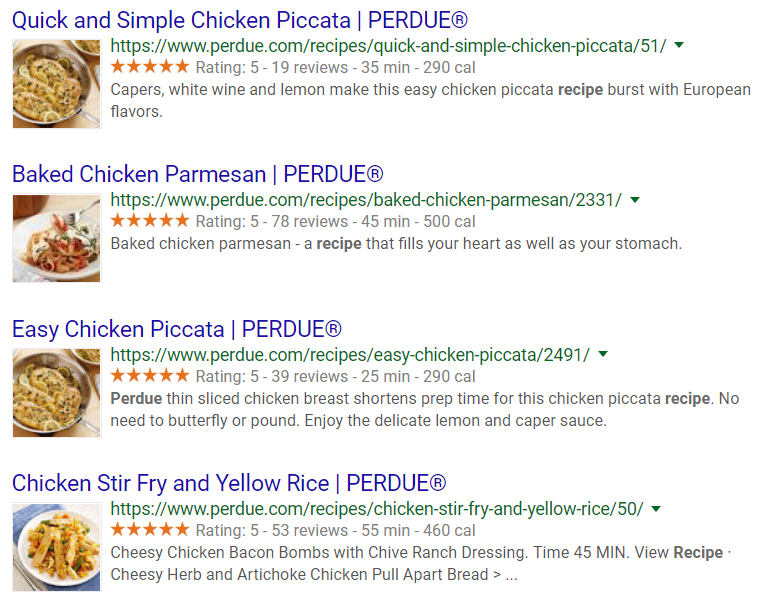 Quick and Simple Chicken Piccata | PERDUE®
https://www.perdue.com/recipes/quick-and-simple-chicken-piccata/51/
Rating: 5 - 19 reviews - 35 min - 290 cal
Capers, white wine and lemon make this easy chicken piccata recipe burst with European
flavors.
Baked Chicken Parmesan | PERDUE®
https://www.perdue.com/recipes/baked-chicken-parmesan/2331/
Rating: 5 - 78 reviews - 45 min - 500 cal
Baked chicken parmesan - a recipe that fills your heart as well as your stomach.
Easy Chicken Piccata | PERDUE®
https://www.perdue.com/recipes/easy-chicken-piccata/2491/
Rating: 5 - 39 reviews - 25 min - 290 cal
Perdue thin sliced chicken breast shortens prep time for this chicken piccata recipe. No
need to butterfly or pound. Enjoy the delicate lemon and caper sauce.
Chicken Stir Fry and Yellow Rice | PERDUE®
https://www.perdue.com/recipes/chicken-stir-fry-and-yellow-rice/50/
Rating: 5 - 53 reviews - 55 min - 460 cal
Cheesy Chicken Bacon Bombs with Chive Ranch Dressing. Time 45 MIN. View Recipe ·
Cheesy Herb and Artichoke Chicken Pull Apart Bread > ...